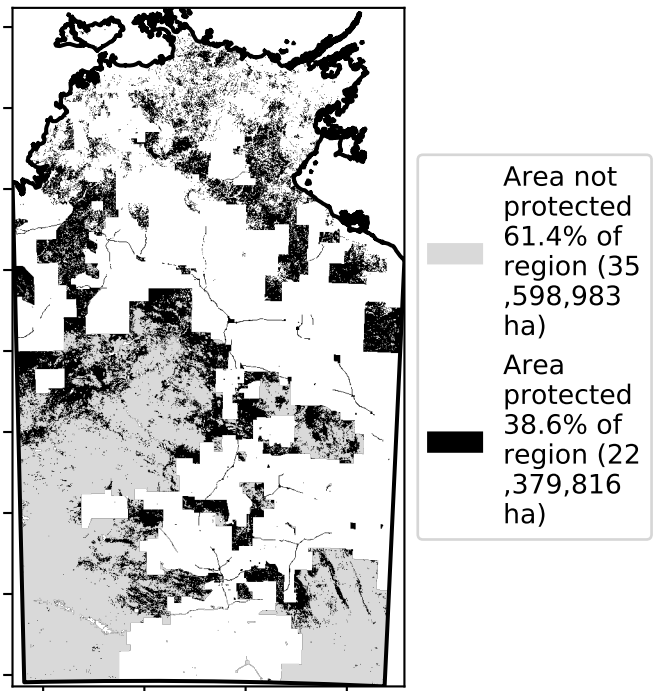 Area not
protected
61.4% of
region (35
,598,983
ha)
Area
protected
38.6% of
region (22
,379,816
ha)